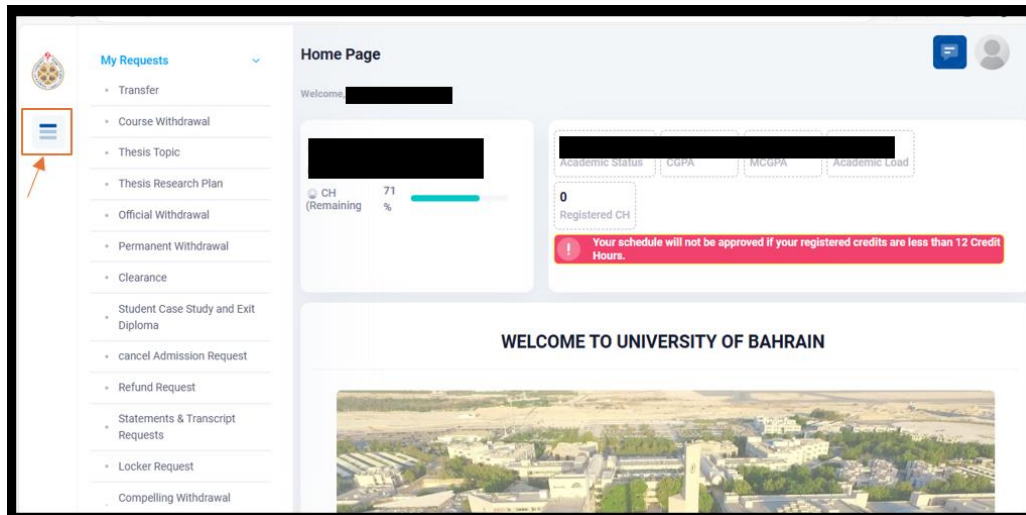 My Requests
Transfer
Course Withdrawal
Thesis Topic
Thesis Research Plan
Official Withdrawal
Permanent Withdrawal
Clearance
Student Case Study and Exit
Diploma
cancel Admission Request
Refund Request
Statements & Transcript
Requests
Locker Request
Compelling Withdrawal
Home Page
Welcome,
CH
(Remaining
71
%
Academic Status
CGPA
MCGPA
Academic Load
0
Registered CH
Your schedule will not be approved if your registered credits are less than 12 Credit
Hours.
WELCOME TO UNIVERSITY OF BAHRAIN